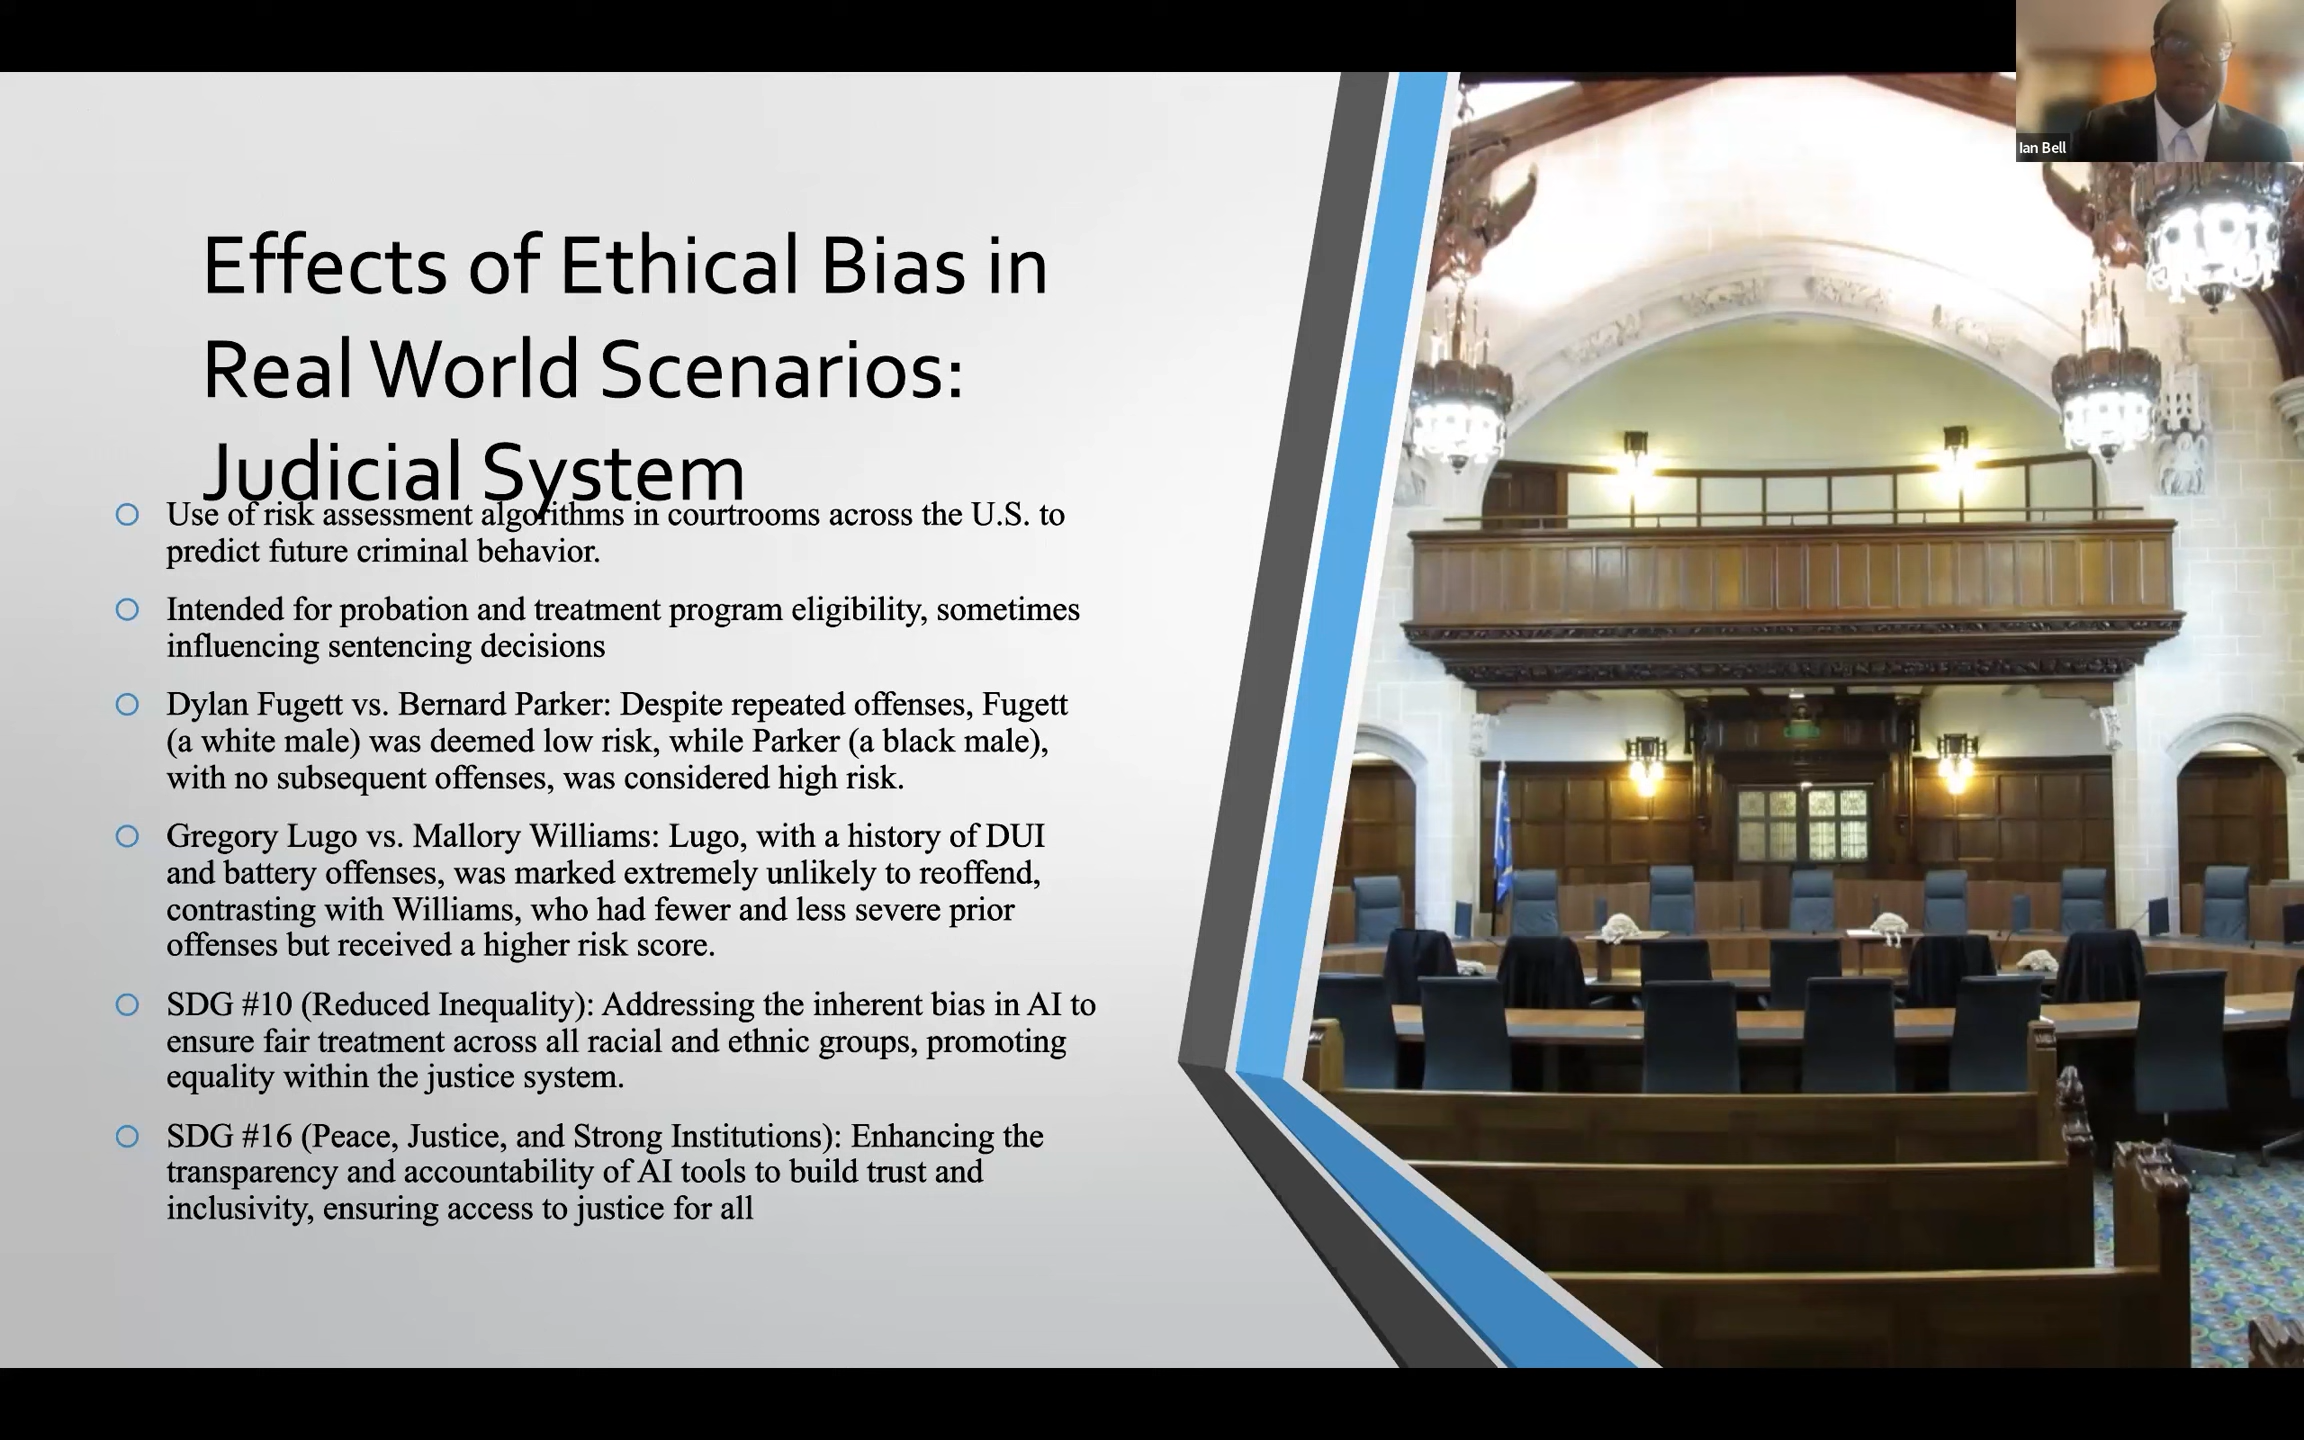 Ian Bell
Effects of Ethical Bias in
Real World Scenarios:
Judicial System
Use of risk assessment algorithms in courtrooms across the U.S. to
predict future criminal behavior.
Intended for probation and treatment program eligibility, sometimes
influencing sentencing decisions
Dylan Fugett vs. Bernard Parker: Despite repeated offenses, Fugett
(a white male) was deemed low risk, while Parker (a black male),
with no subsequent offenses, was considered high risk.
Gregory Lugo vs. Mallory Williams: Lugo, with a history of DUI
and battery offenses, was marked extremely unlikely to reoffend,
contrasting with Williams, who had fewer and less severe prior
offenses but received a higher risk score.
SDG #10 (Reduced Inequality): Addressing the inherent bias in AI to
ensure fair treatment across all racial and ethnic groups, promoting
equality within the justice system.
SDG #16 (Peace, Justice, and Strong Institutions): Enhancing the
transparency and accountability of AI tools to build trust and
inclusivity, ensuring access to justice for all